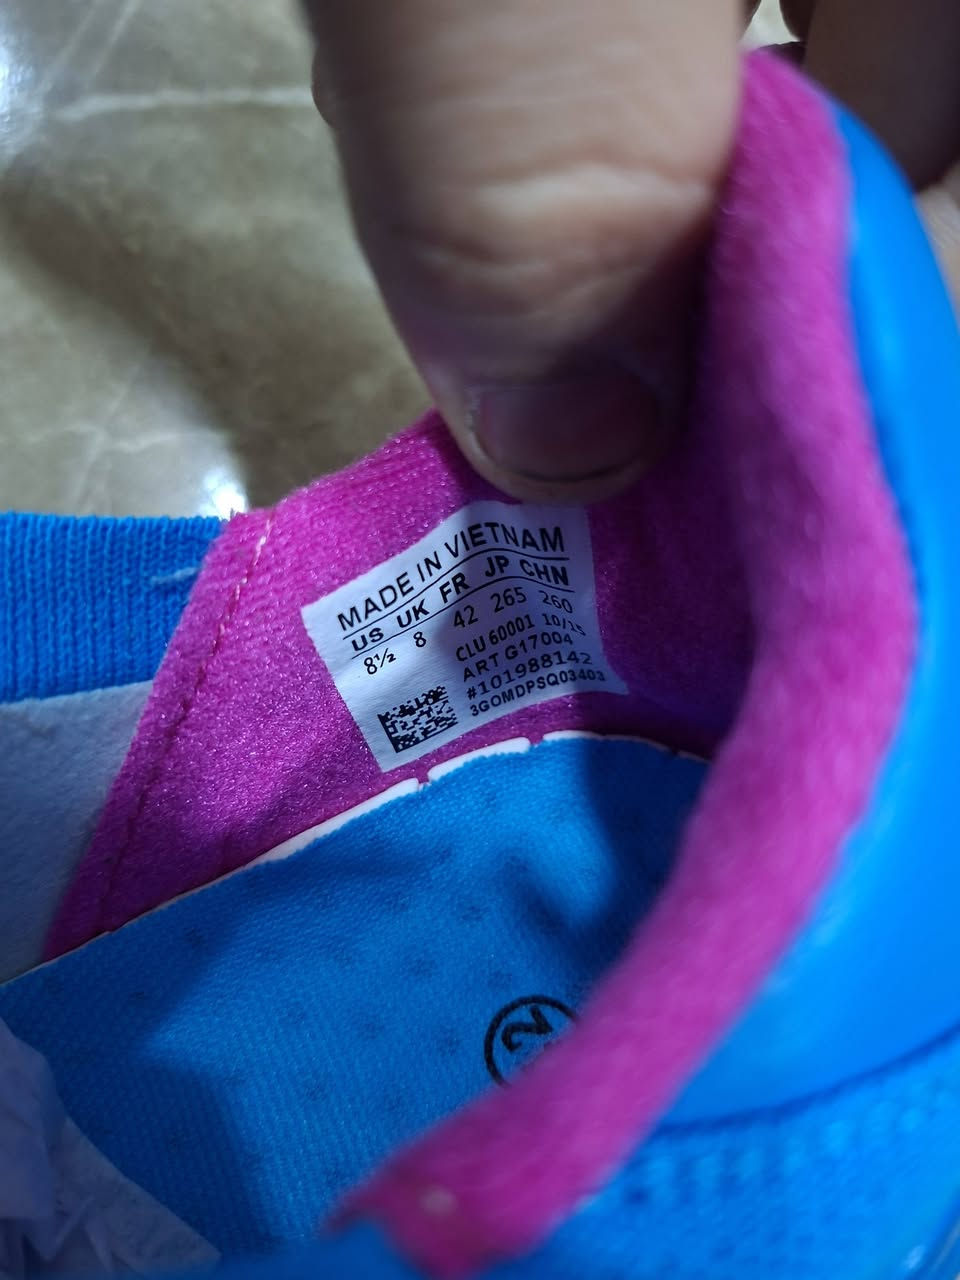 MADE IN VIETNAM
US UK FR JP CHN
8½ 8 42 265 260
CLU 60001 10/15
ART G17004
#101988142
3GOMDPSQ03403
2